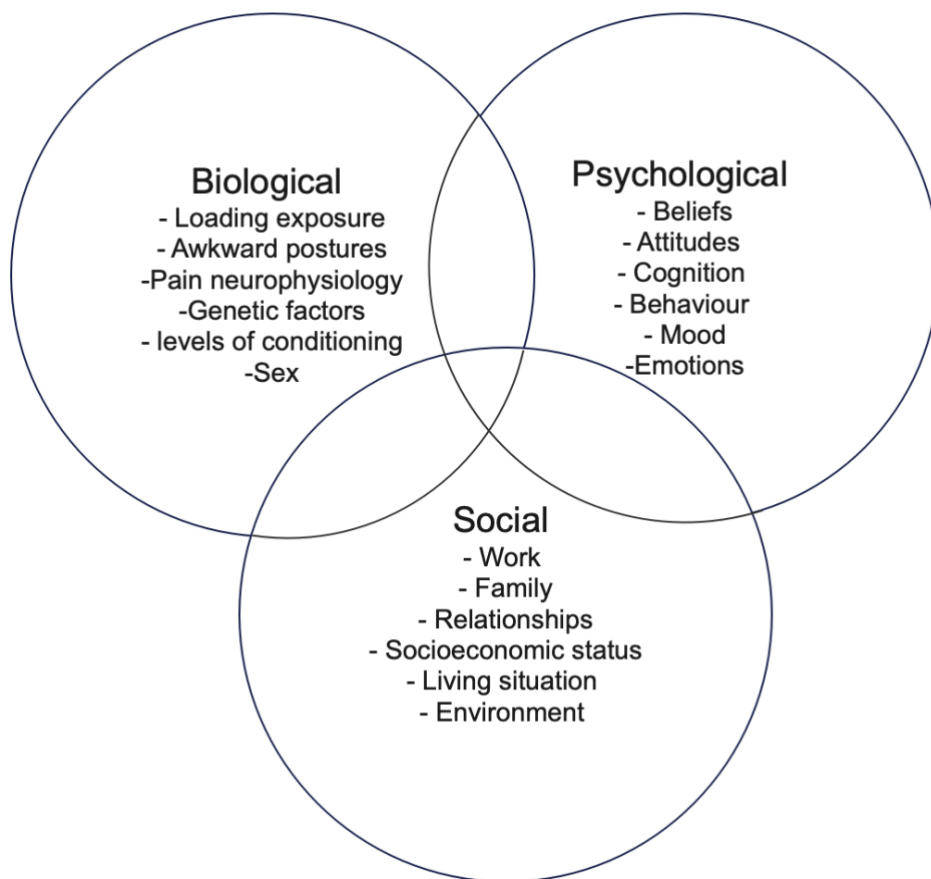 Biological
- Loading exposure
- Awkward postures
-Pain neurophysiology
-Genetic factors
- levels of conditioning
-Sex
Psychological
- Beliefs
- Attitudes
- Cognition
- Behaviour
- Mood
-Emotions
Social
- Work
- Family
- Relationships
- Socioeconomic status
- Living situation
- Environment